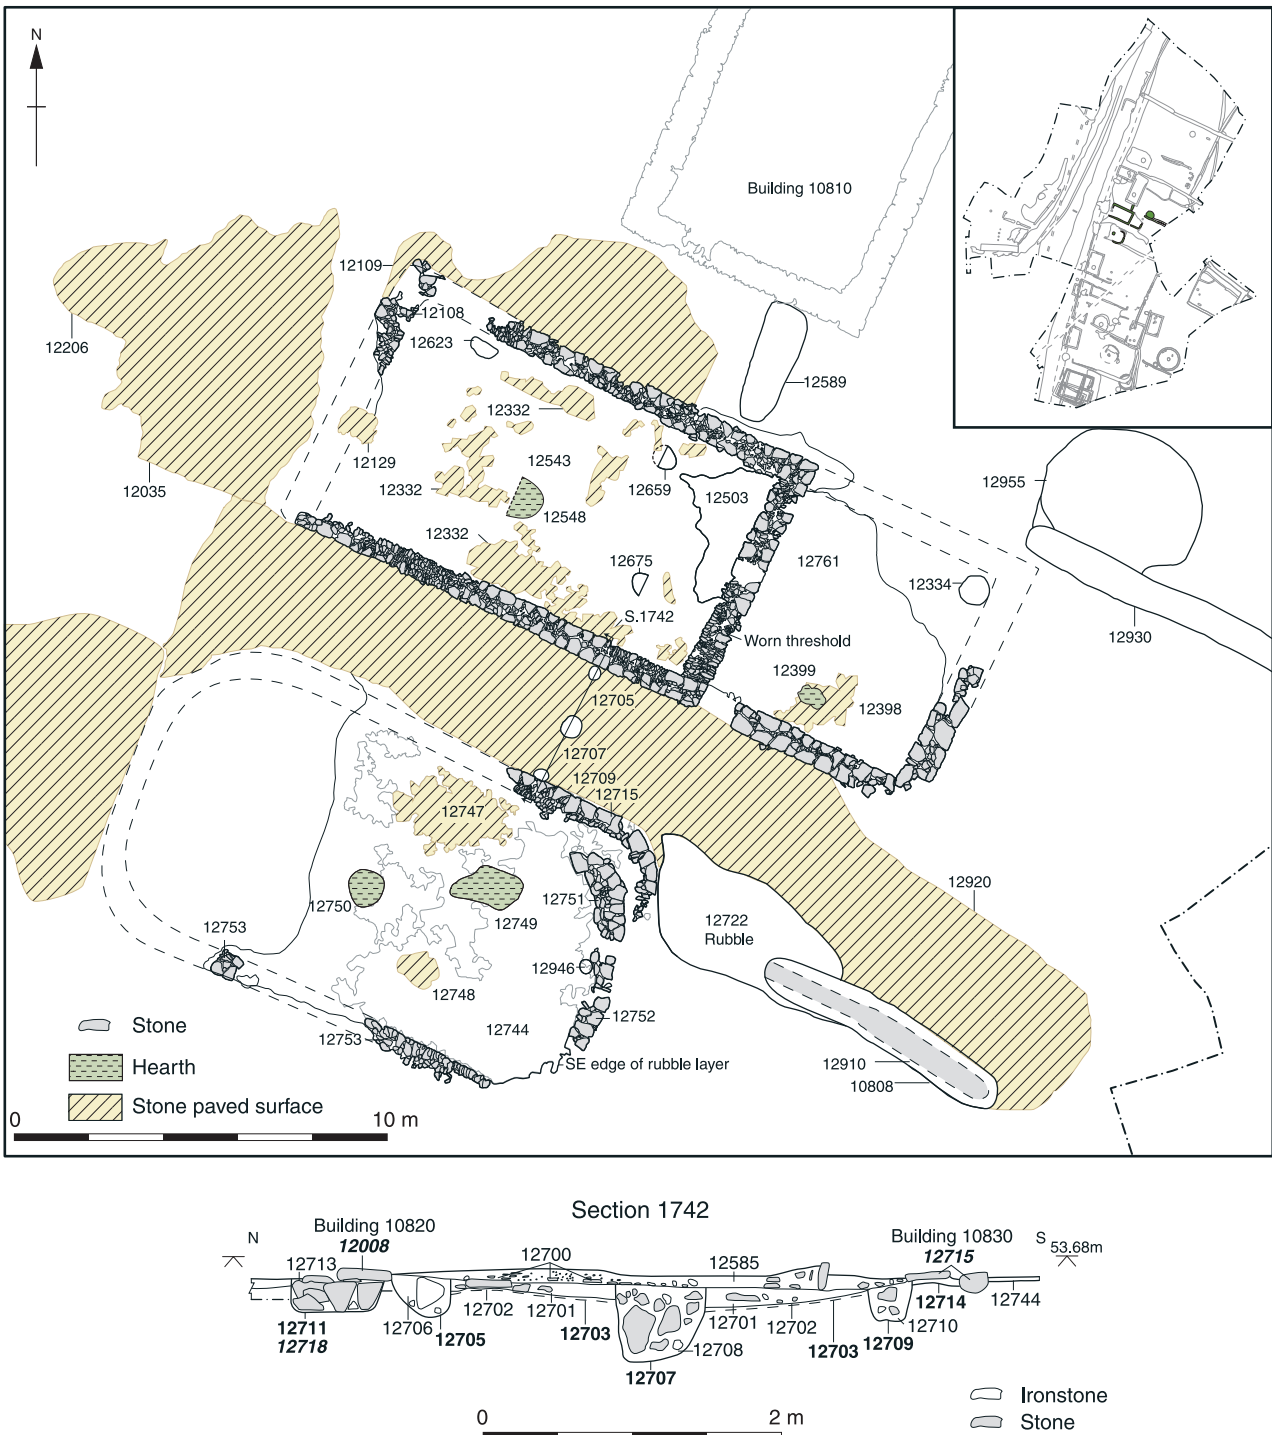 N
Building 10810
12109
12108
12623
12206
12589
12332
12035
12129
12543
12659
12503
12332
12548
12955
12332
12675
12761
12334
S.1742
Worn threshold
12930
12399
12705
12398
12707
12709
12715
12747
12920
12750
12749
12751
12722
Rubble
12753
12946
12748
12744
12752
12753
SE edge of rubble layer
12910
10808
Stone
Hearth
Stone paved surface
0 10 m
Section 1742
N Building 10820 Building 10830 S
12008 12715 53.68m
12713 12700 12585
12702 12701 12701 12702 12714 12744
12711 12706 12705 12703 12710
12718 12708 12703 12709
12707
Ironstone
Stone
0 2 m